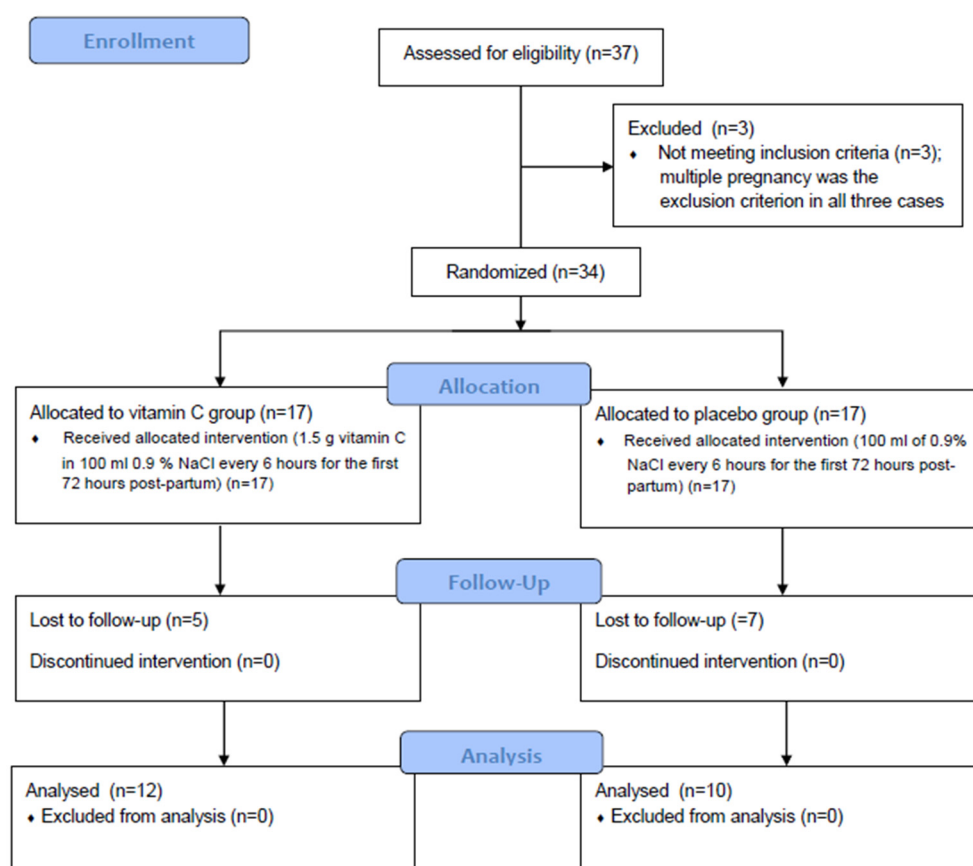 Enrollment
Assessed for eligibility (n=37)
Excluded (n=3)
♦ Not meeting inclusion criteria (n=3);
multiple pregnancy was the
exclusion criterion in all three cases
Randomized (n=34)
Allocation
Allocated to vitamin C group (n=17)
♦ Received allocated intervention (1.5 g vitamin C
in 100 ml 0.9 % NaCl every 6 hours for the first
72 hours post-partum) (n=17)
Allocated to placebo group (n=17)
♦ Received allocated intervention (100 ml of 0.9%
NaCl every 6 hours for the first 72 hours post-
partum) (n=17)
Follow-Up
Lost to follow-up (n=5)
Discontinued intervention (n=0)
Lost to follow-up (=7)
Discontinued intervention (n=0)
Analysis
Analysed (n=12)
♦ Excluded from analysis (n=0)
Analysed (n=10)
♦ Excluded from analysis (n=0)